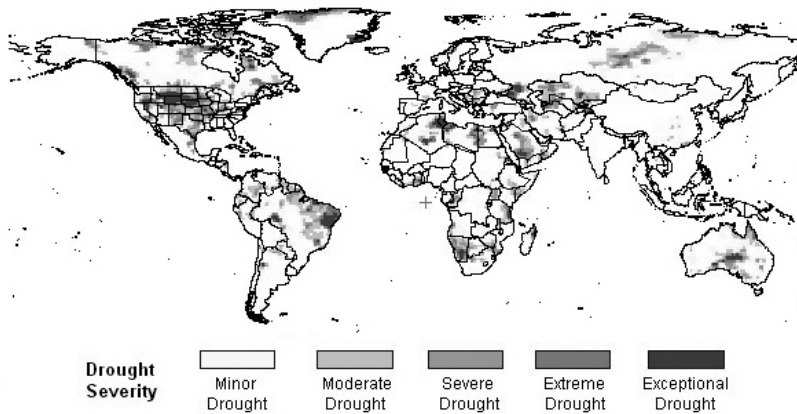 Drought
Severity
Minor
Drought
Moderate
Drought
Severe
Drought
Extreme
Drought
Exceptional
Drought